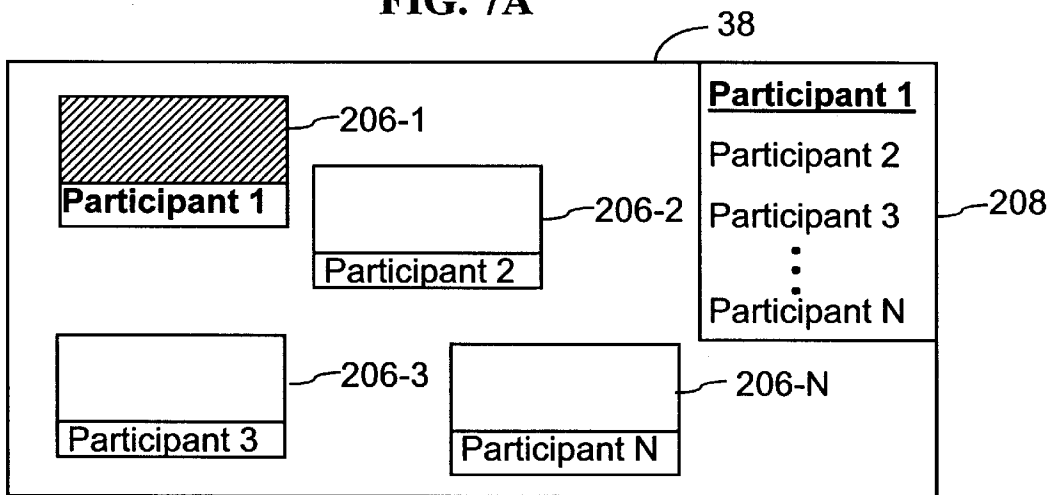 FIG. 7A
38
Participant 1
206-1
Participant 1
Participant 2
206-2
Participant 2
Participant 3
208
Participant N
206-3
Participant 3
206-N
Participant N